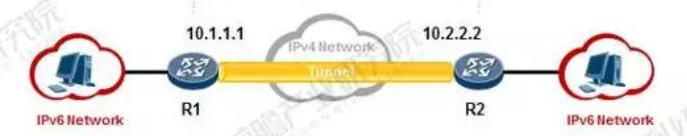 10.1.1.1
10.2.2.2
IPv4 Network
Tunnel
R1
R2
IPv6 Network
IPv6 Network